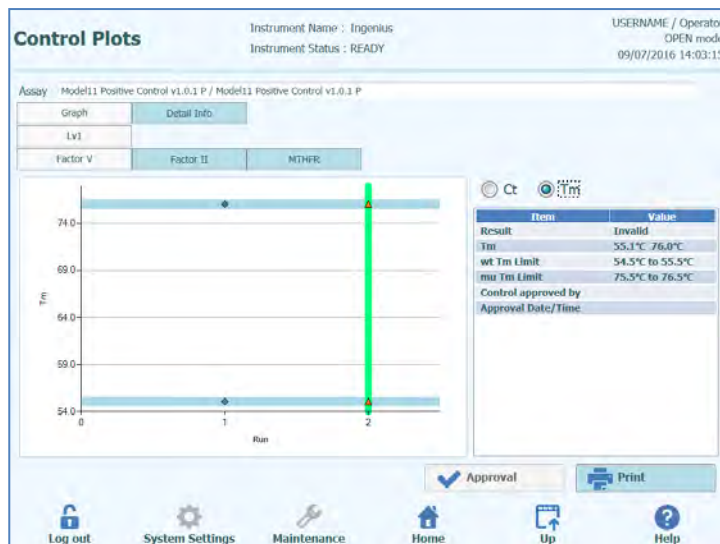 Control Plots
Instrument Name : Ingenius
Instrument Status : READY
USERNAME / Operator
OPEN mode
09/07/2016 14:03:15
Assay Model11 Positive Control v1.0.1 P / Model11 Positive Control v1.0.1 P
Graph Detail Info
Lv1
Factor V Factor II MTHFR
Ct Tm
74.0
69.0
Tm
64.0
59.0
54.0
0 1 2
Run
Item Value
Result Invalid
Tm 55.1°C 76.0°C
wt Tm Limit 54.5°C to 55.5°C
mu Tm Limit 75.5°C to 76.5°C
Control approved by
Approval Date/Time
Approval Print
Log out System Settings Maintenance Home Up Help